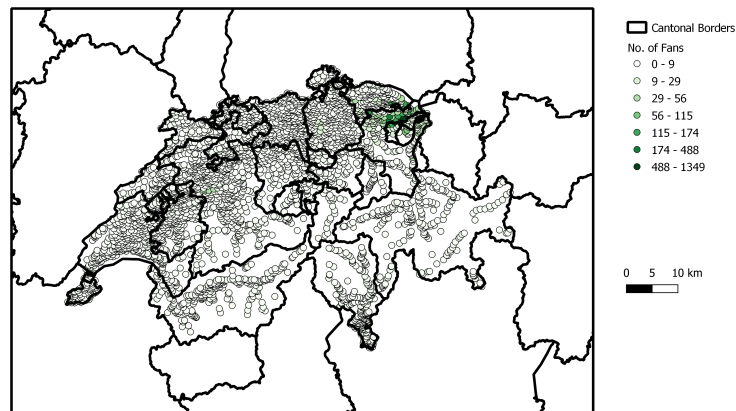 Cantonal Borders
No. of Fans
0 - 9
9 - 29
29 - 56
56 - 115
115 - 174
174 - 488
488 - 1349
0 5 10 km